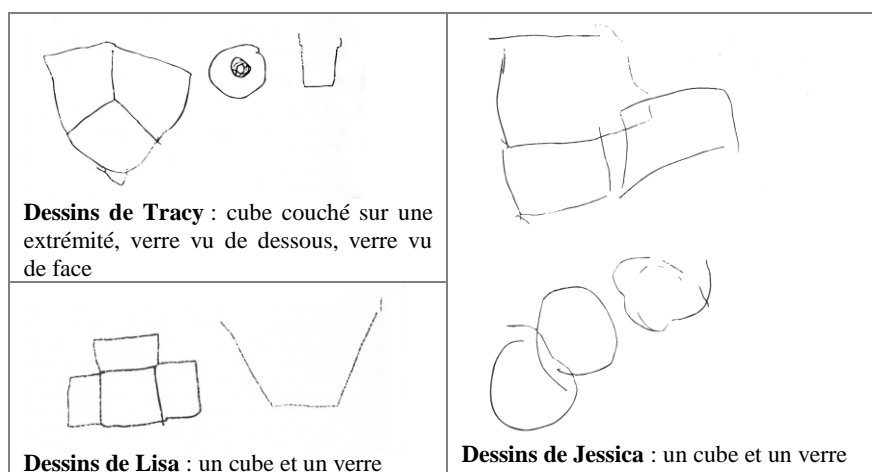 Dessins de Tracy : cube couché sur une
extrémité, verre vu de dessous, verre vu
de face
Dessins de Lisa : un cube et un verre
Dessins de Jessica : un cube et un verre